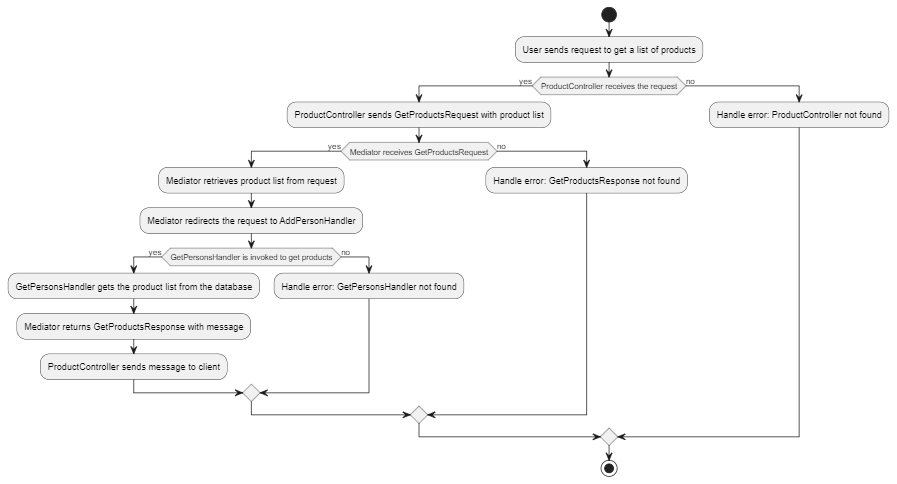 User sends request to get a list of products
yes
ProductController receives the request
no
ProductController sends GetProductsRequest with product list
Handle error: ProductController not found
yes
Mediator receives GetProductsRequest
no
Mediator retrieves product list from request
Handle error: GetProductsResponse not found
Mediator redirects the request to AddPersonHandler
yes
GetPersonsHandler is invoked to get products
no
GetPersonsHandler gets the product list from the database
Handle error: GetPersonsHandler not found
Mediator returns GetProductsResponse with message
ProductController sends message to client